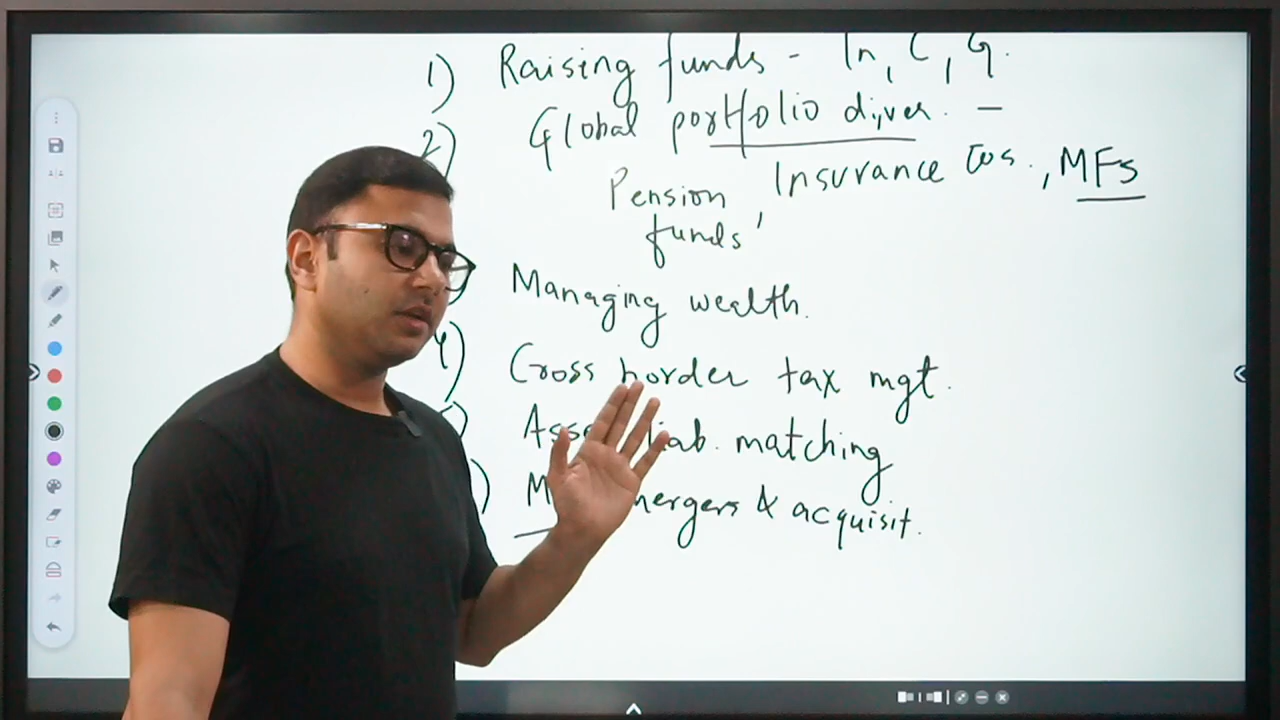 1) Raising funds - In, C, G.
2) Global portfolio diver. -
Pension funds, Insurance Cos., MFs
) Managing wealth.
4) Cross border tax mgt.
) liab. matching
) mergers & acquisit.